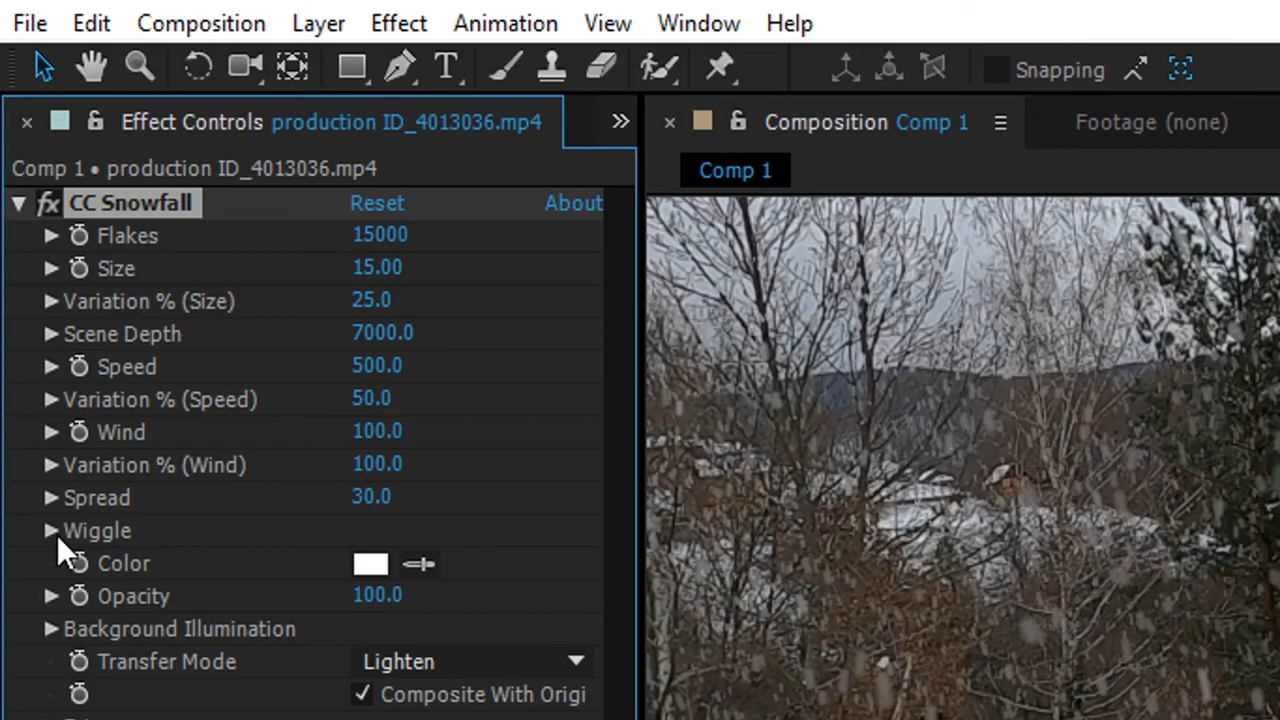 File Edit Composition Layer Effect Animation View Window Help
Snapping
Effect Controls production ID_4013036.mp4
Composition Comp 1
Footage (none)
Comp 1 • production ID_4013036.mp4
Comp 1
fx CC Snowfall Reset About
Flakes 15000
Size 15.00
Variation % (Size) 25.0
Scene Depth 7000.0
Speed 500.0
Variation % (Speed) 50.0
Wind 100.0
Variation % (Wind) 100.0
Spread 30.0
Wiggle
Color
Opacity 100.0
Background Illumination
Transfer Mode Lighten
Composite With Origi